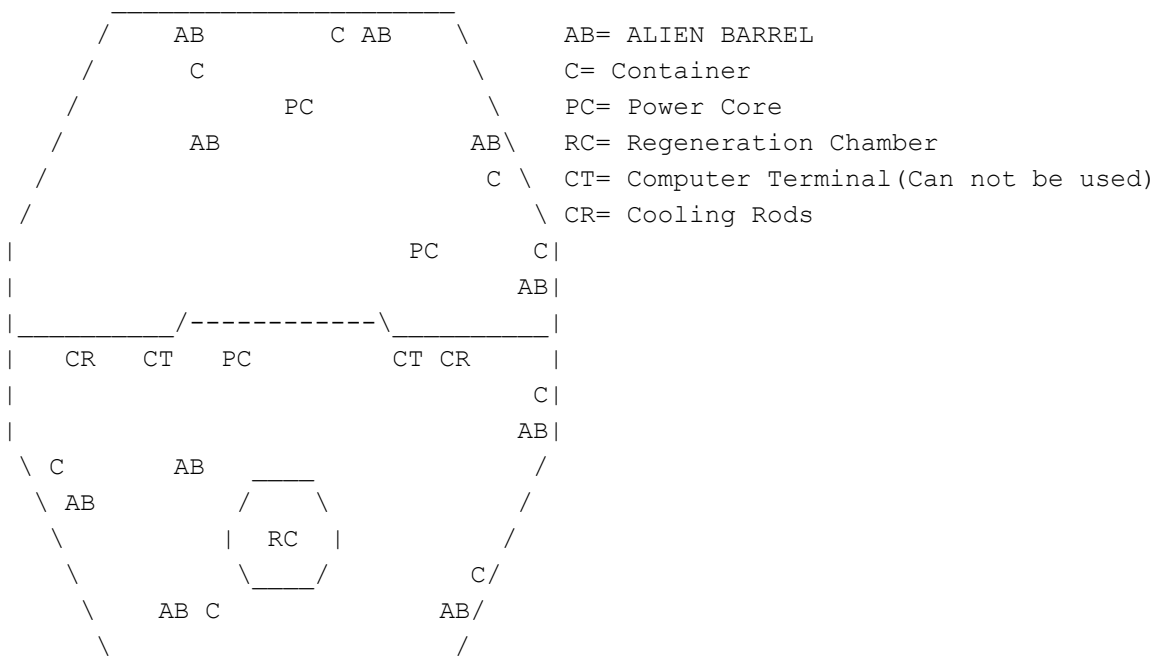 AB C AB AB= ALIEN BARREL
C C= Container
PC PC= Power Core
AB AB RC= Regeneration Chamber
C CT= Computer Terminal(Can not be used)
CR= Cooling Rods
PC C
AB
CR CT PC CT CR
C
AB
C AB
AB
RC
C
AB C AB